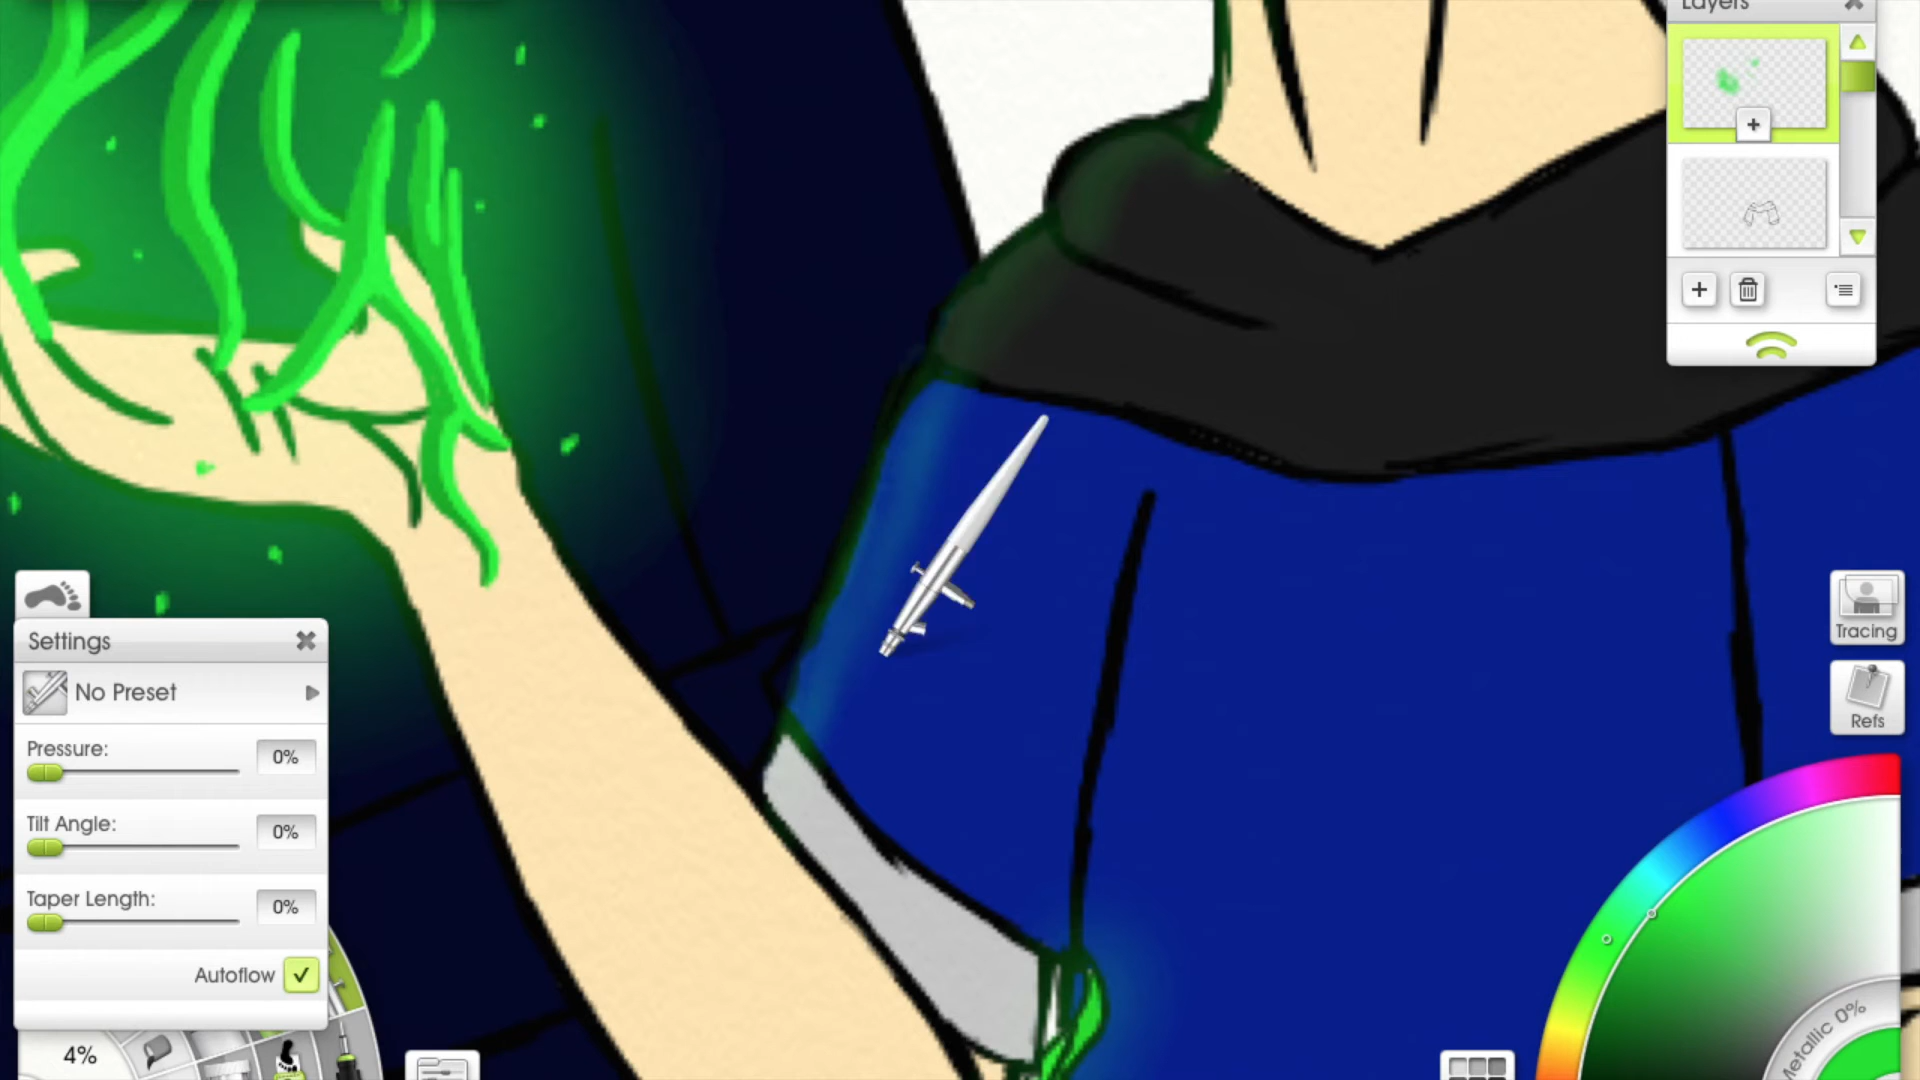 Layers
Settings
No Preset
Pressure:
0%
Tilt Angle:
0%
Taper Length:
0%
Autoflow
4%
Tracing
Refs
Metallic 0%